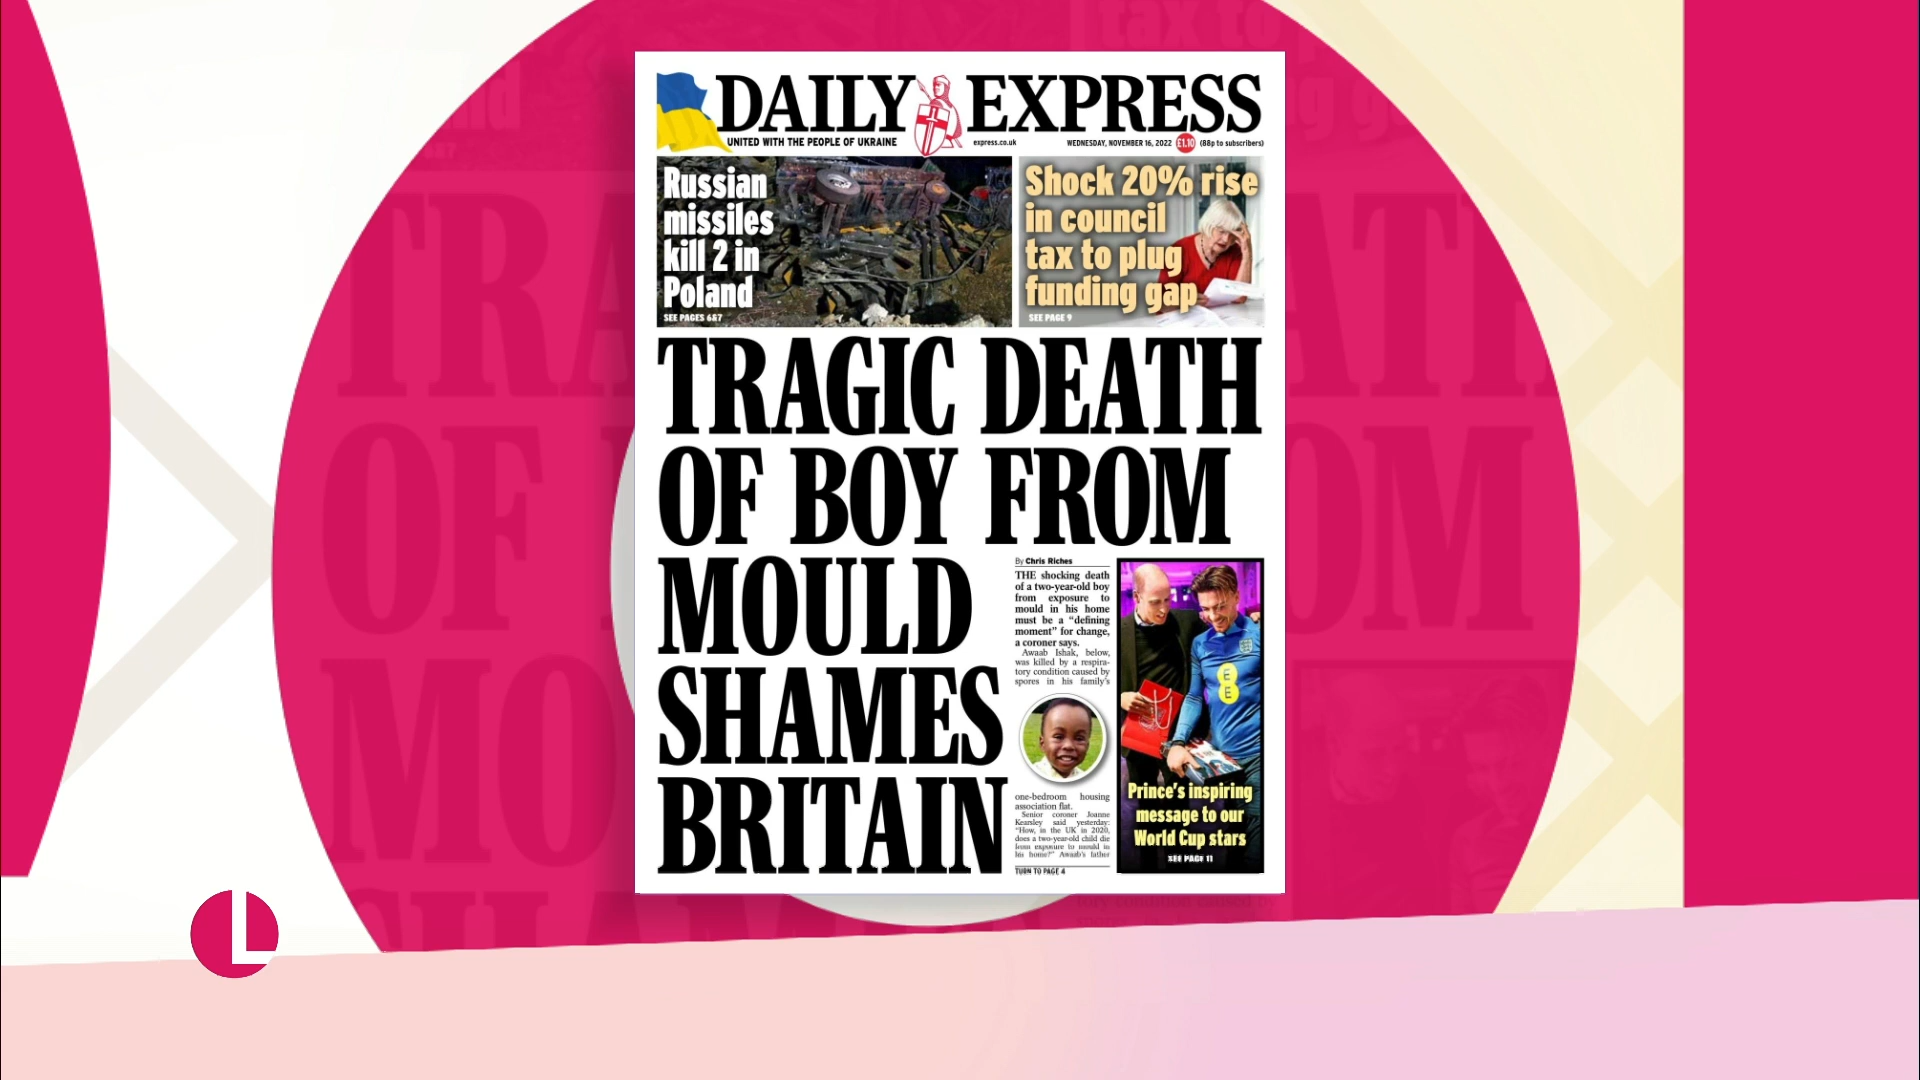 DAILY EXPRESS
UNITED WITH THE PEOPLE OF UKRAINE
express.co.uk
WEDNESDAY, NOVEMBER 16, 2022 £1.10 (88p to subscribers)
Russian
missiles
kill 2 in
Poland
SEE PAGES 6&7
Shock 20% rise
in council
tax to plug
funding gap
SEE PAGE 9
TRAGIC DEATH
OF BOY FROM
MOULD
SHAMES
BRITAIN
By Chris Riches
THE shocking death
of a two-year-old boy
from exposure to
mould in his home
must be a “defining
moment” for change,
a coroner says.
Awaab Ishak, below,
was killed by a respira-
tory condition caused by
spores in his family’s
one-bedroom housing
association flat.
Senior coroner Joanne
Kearsley said yesterday:
“How, in the UK in 2020,
does a two-year-old child die
from exposure to mould in
his home?” Awaab’s father
TURN TO PAGE 4
EE
Prince’s inspiring
message to our
World Cup stars
SEE PAGE 11
L